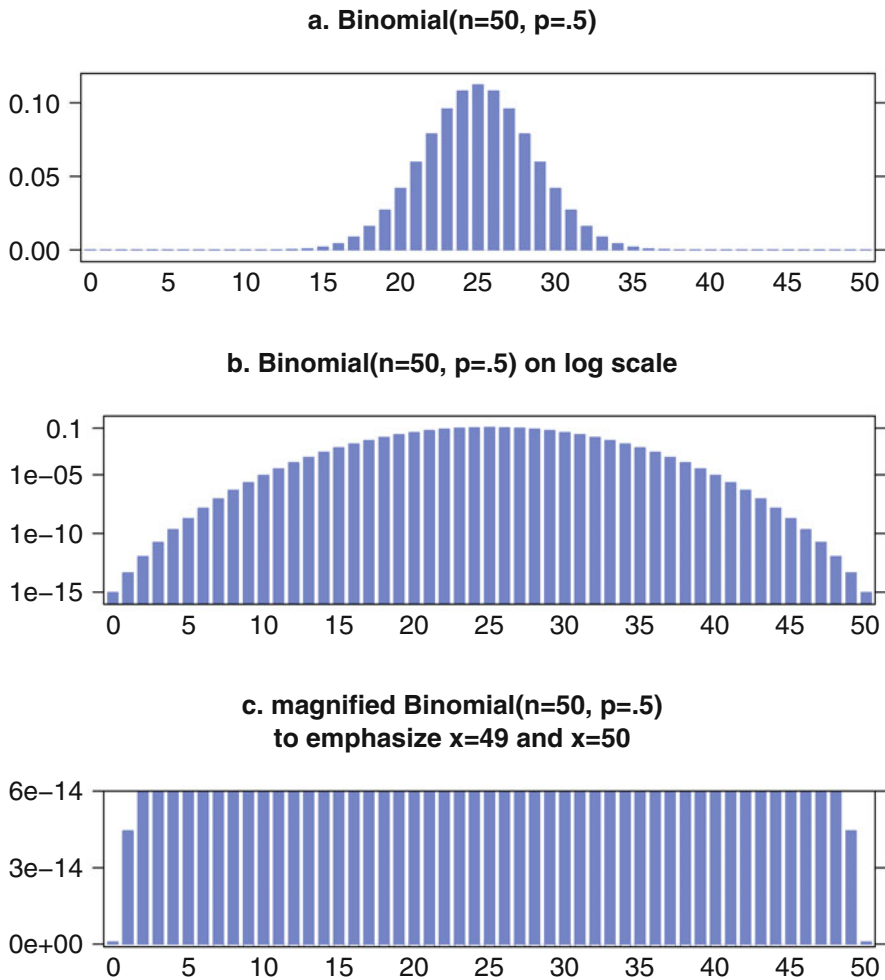 a. Binomial(n=50, p=.5)
0.10
0.05
0.00
0 5 10 15 20 25 30 35 40 45 50
b. Binomial(n=50, p=.5) on log scale
0.1
1e−05
1e−10
1e−15
0 5 10 15 20 25 30 35 40 45 50
c. magnified Binomial(n=50, p=.5)
to emphasize x=49 and x=50
6e−14
3e−14
0e+00
0 5 10 15 20 25 30 35 40 45 50